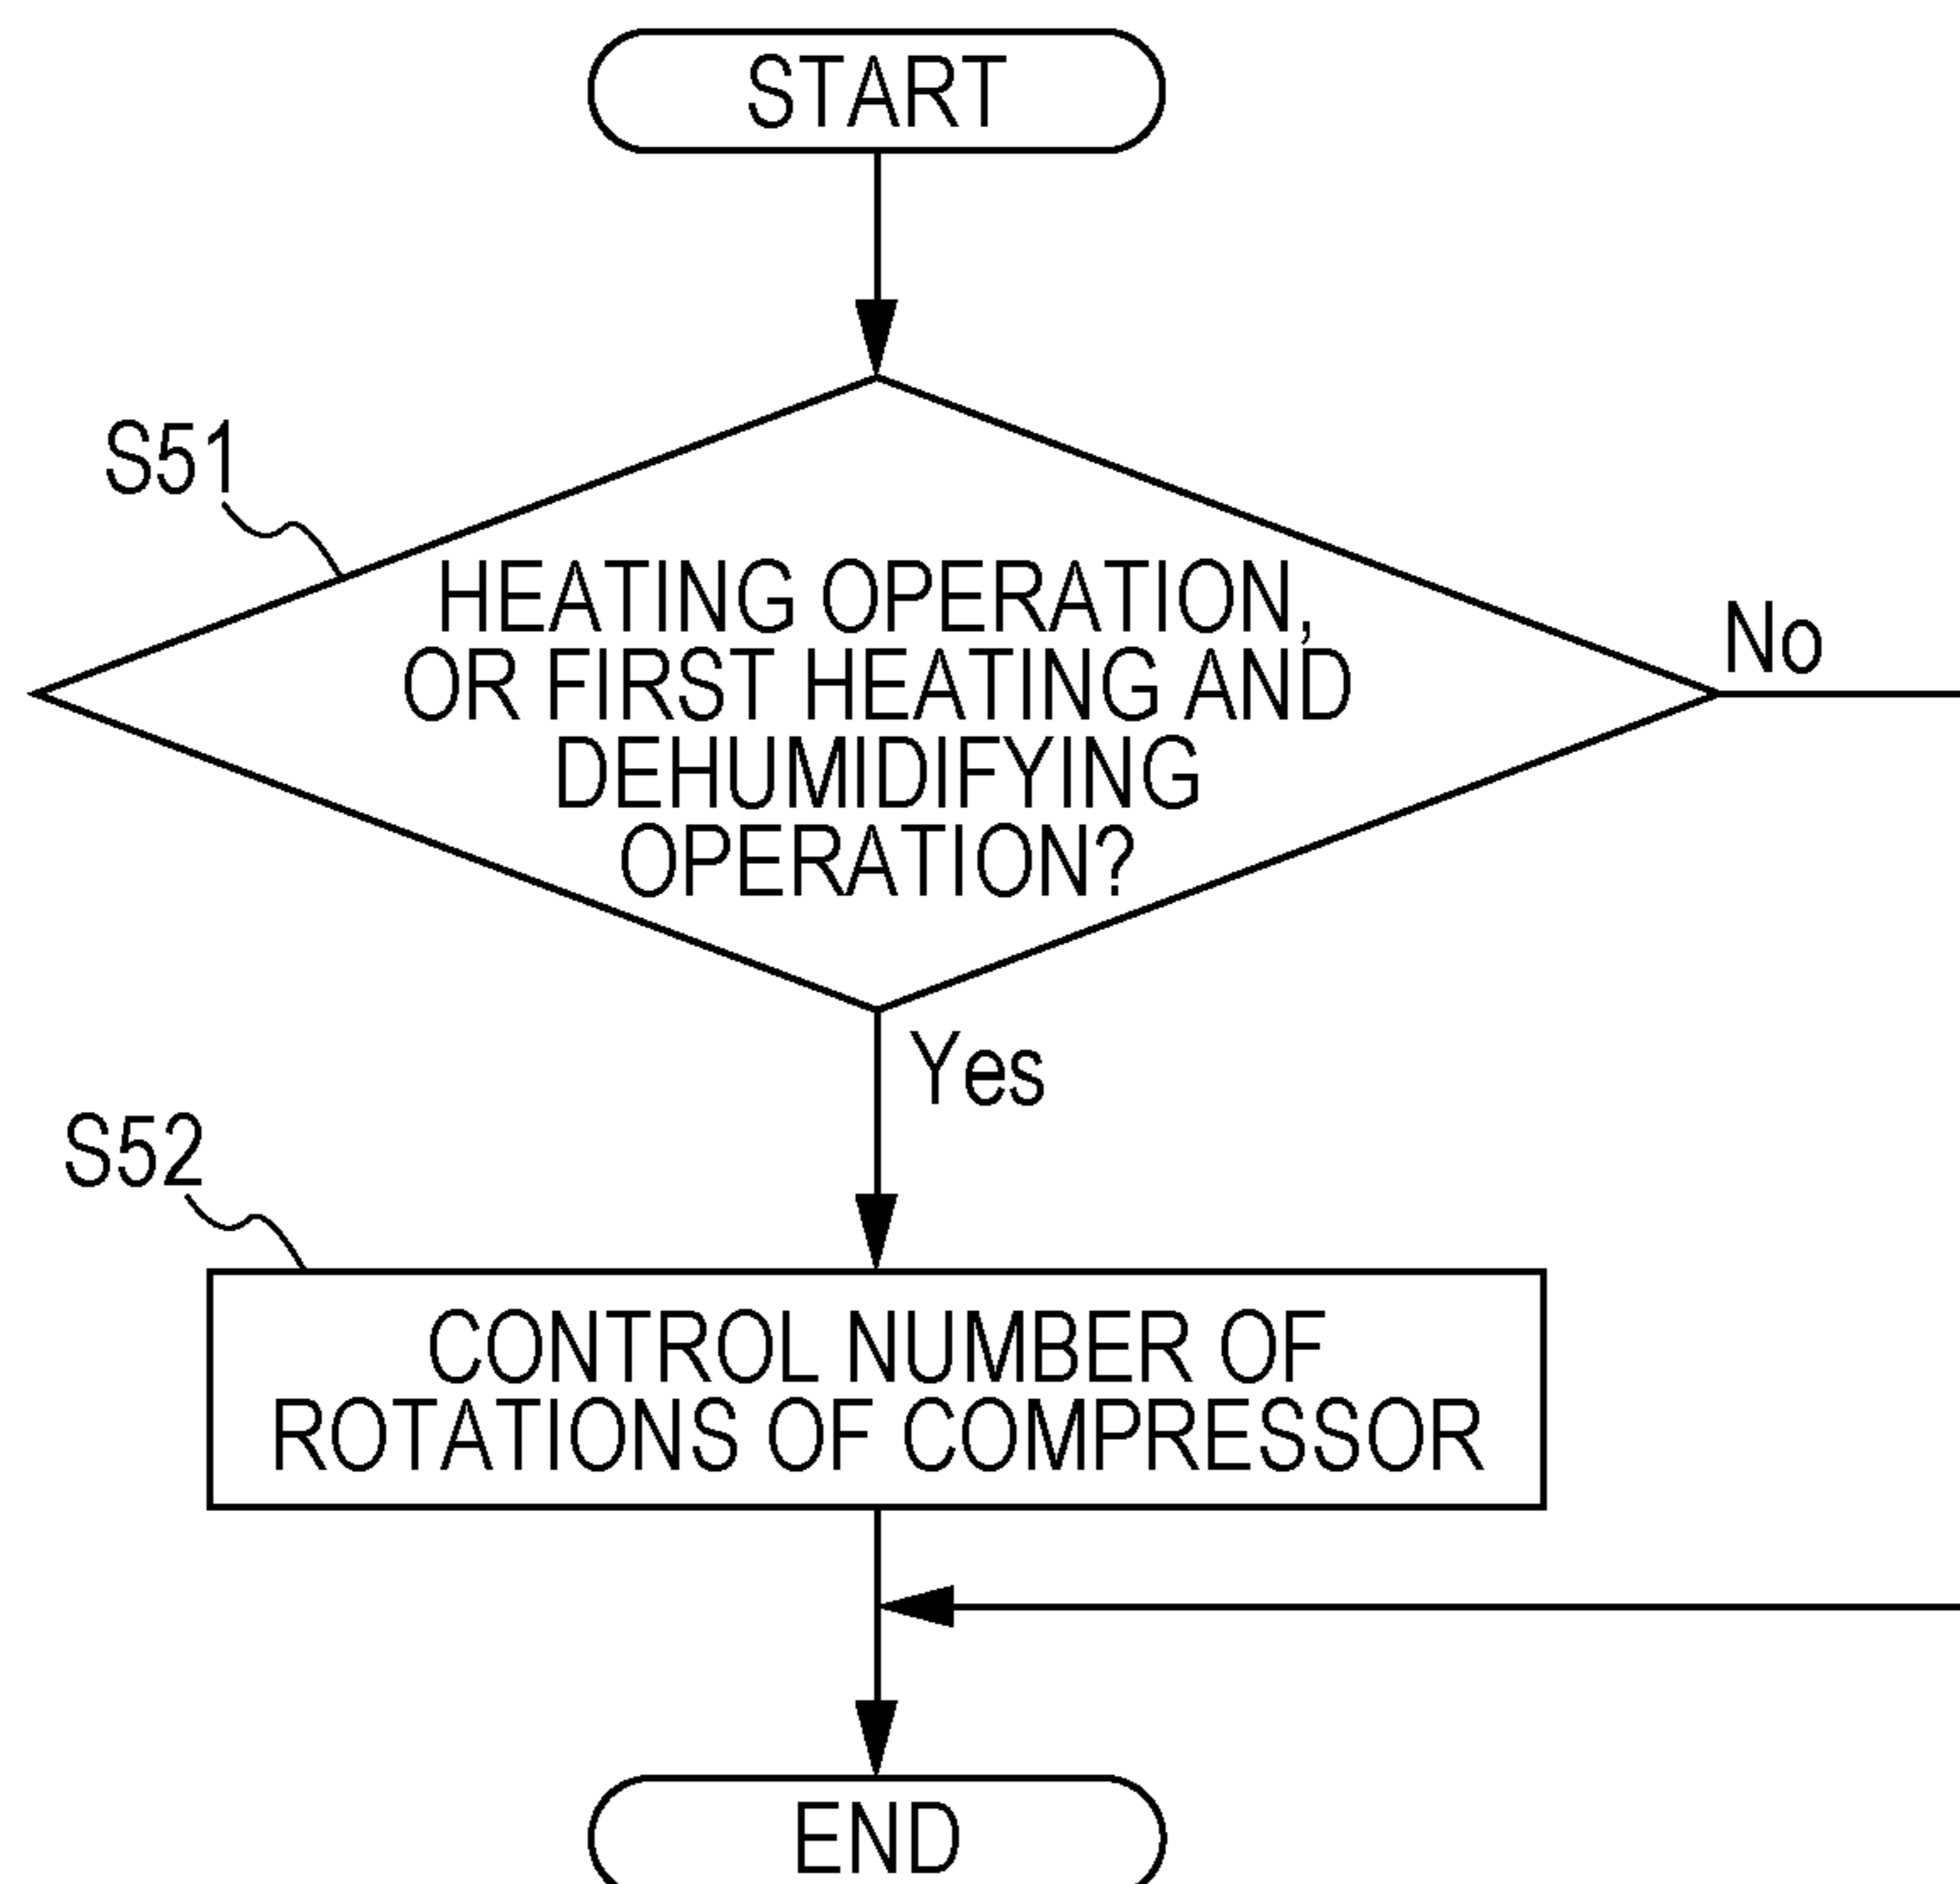 START
S51
HEATING OPERATION,
OR FIRST HEATING AND
DEHUMIDIFYING
OPERATION?
No
Yes
S52
CONTROL NUMBER OF
ROTATIONS OF COMPRESSOR
END